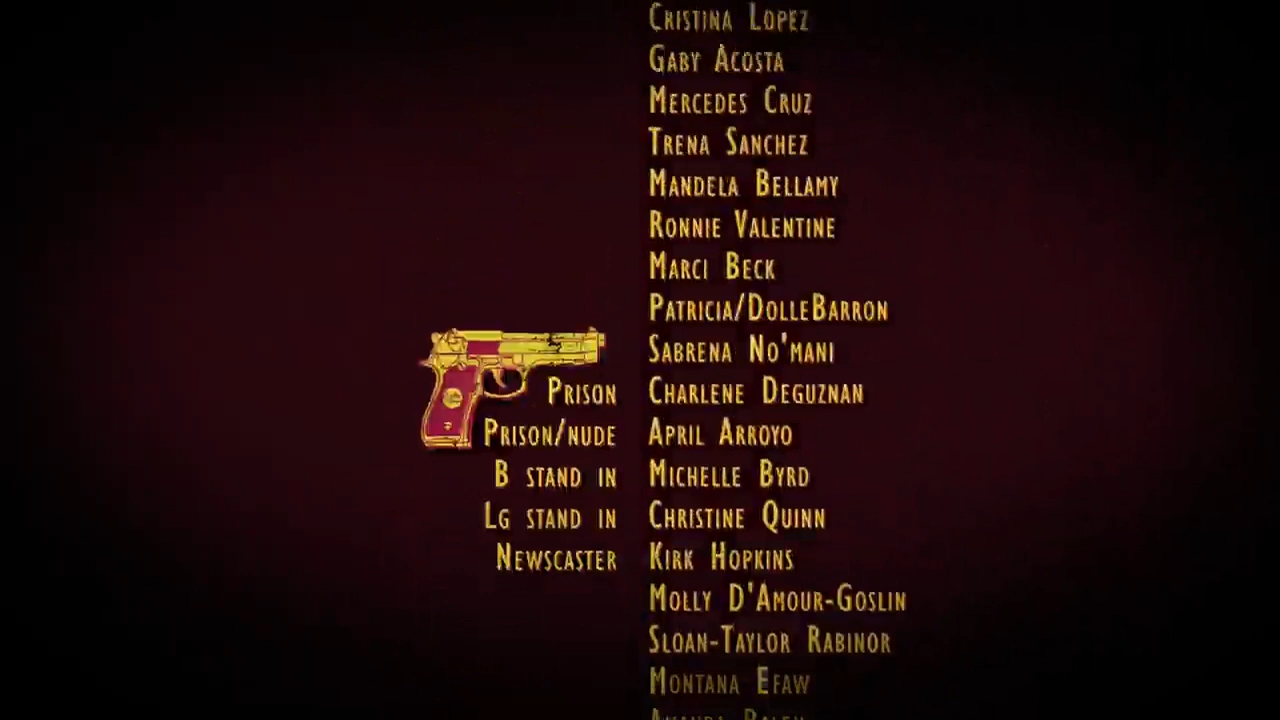 Cristina Lopez
Gaby Acosta
Mercedes Cruz
Trena Sanchez
Mandela Bellamy
Ronnie Valentine
Marci Beck
Patricia/DolleBarron
Sabrena No'mani
Prison Charlene Deguznan
Prison/nude April Arroyo
B stand in Michelle Byrd
Lg stand in Christine Quinn
Newscaster Kirk Hopkins
Molly D'Amour-Goslin
Sloan-Taylor Rabinor
Montana Efaw